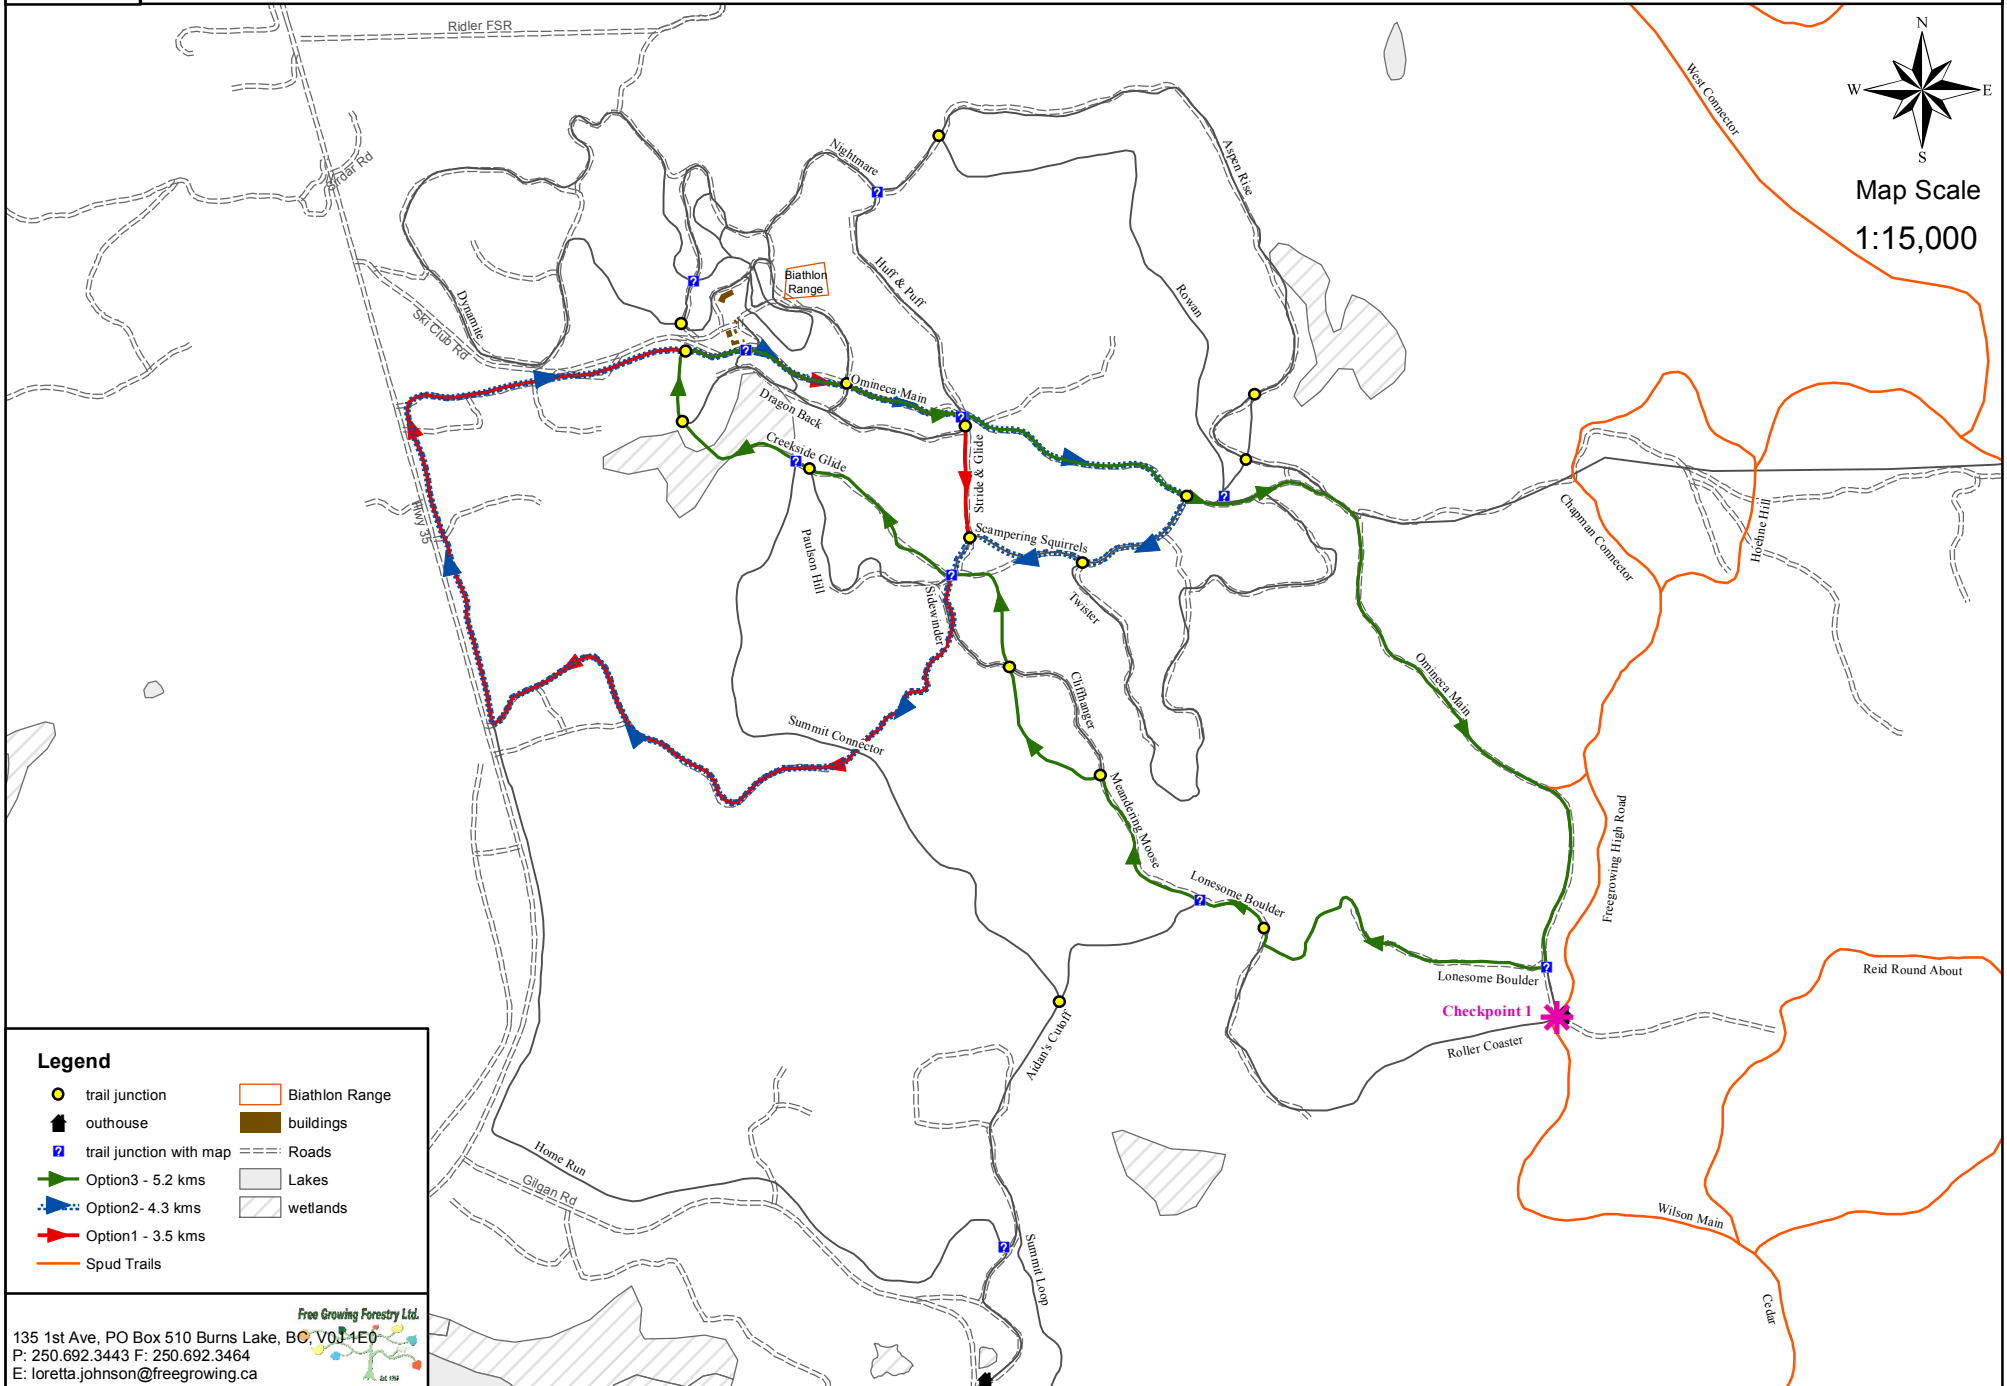 Ridler FSR
N
W
E
S
Map Scale
1:15,000
West Connector
Sirdar Rd
Nightmare
Aspen Rise
Biathlon
Range
Huff & Puff
Rowan
Dynamite
Ski Club Rd
Omineca Main
Dragon Back
Creekside Glide
Stride & Glide
Hwy 35
Scampering Squirrels
Chapman Connector
Hoehne Hill
Paulson Hill
Sidewinder
Twister
Omineca Main
Cliffhanger
Summit Connector
Meandering Moose
Freegrowing High Road
Lonesome Boulder
Lonesome Boulder
Reid Round About
Checkpoint 1
Roller Coaster
Aidan's Cutoff
Home Run
Gilgan Rd
Wilson Main
Summit Loop
Cedar
Legend
trail junction
Biathlon Range
outhouse
buildings
trail junction with map
Roads
Option3 - 5.2 kms
Lakes
Option2- 4.3 kms
wetlands
Option1 - 3.5 kms
Spud Trails
Free Growing Forestry Ltd.
135 1st Ave, PO Box 510 Burns Lake, BC, V0J 1E0
P: 250.692.3443 F: 250.692.3464
E: loretta.johnson@freegrowing.ca